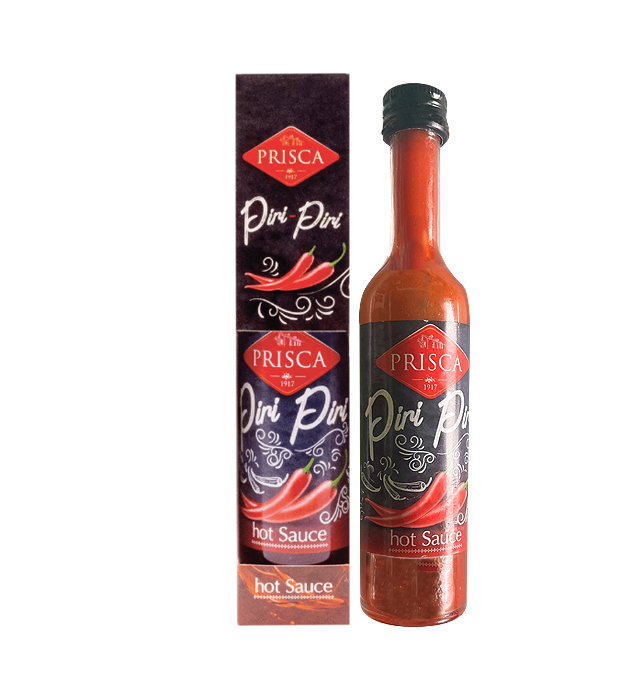 PRISCA
1917
Piri-Piri
PRISCA
1917
Piri Piri
hot Sauce
hot Sauce
PRISCA
1917
Piri Piri
hot Sauce